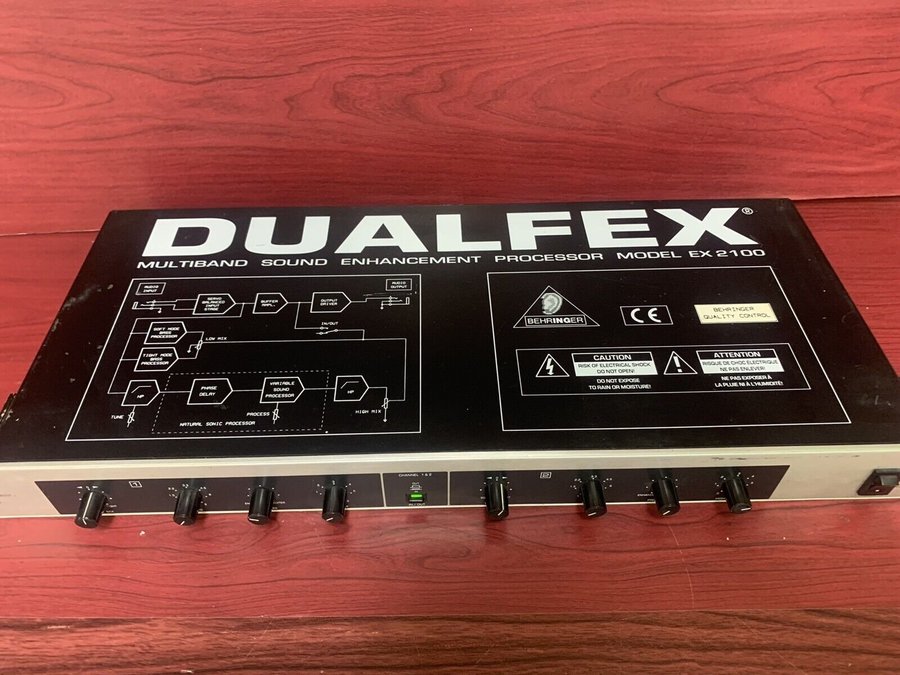 DUALFEX®
MULTIBAND SOUND ENHANCEMENT PROCESSOR MODEL EX 2100
AUDIO
INPUT
SERVO
BALANCED
INPUT
STAGE
BUFFER
AMPL.
OUTPUT
DRIVER
AUDIO
OUTPUT
IN/OUT
SOFT MODE
BASS
PROCESSOR
LOW MIX
TIGHT MODE
BASS
PROCESSOR
HP
PHASE
DELAY
VARIABLE
SOUND
PROCESSOR
HP
TUNE
PROCESS
HIGH MIX
NATURAL SONIC PROCESSOR
BEHRINGER
CE
BEHRINGER
QUALITY CONTROL
CAUTION
RISK OF ELECTRICAL SHOCK
DO NOT OPEN!
DO NOT EXPOSE
TO RAIN OR MOISTURE!
ATTENTION
RISQUE DE CHOC ELECTRIQUE
NE PAS ENLEVER!
NE PAS EXPOSER À
LA PLUIE NI À L'HUMIDITÉ!
1
CHANNEL 1 & 2
IN/OUT
2